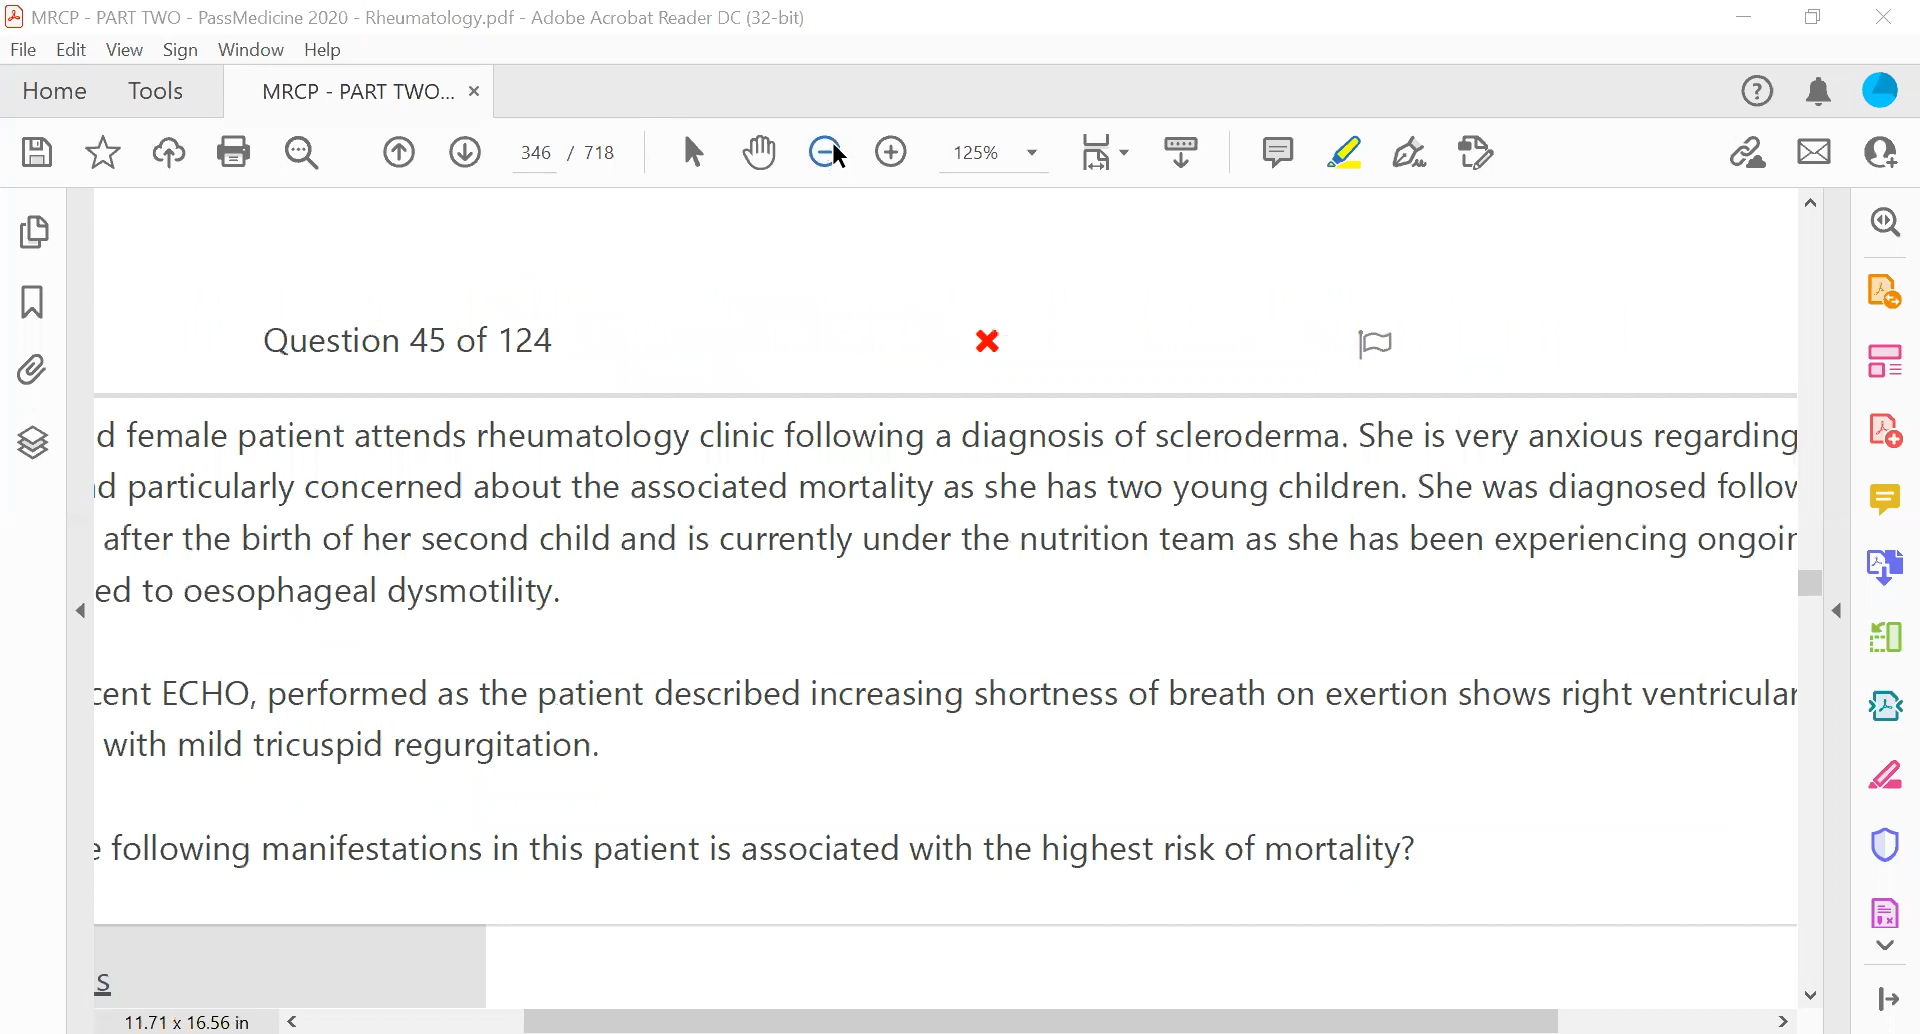 MRCP - PART TWO - PassMedicine 2020 - Rheumatology.pdf - Adobe Acrobat Reader DC (32-bit)
File Edit View Sign Window Help
Home Tools MRCP - PART TWO... ×
346 / 718 125%
Question 45 of 124
d female patient attends rheumatology clinic following a diagnosis of scleroderma. She is very anxious regarding
d particularly concerned about the associated mortality as she has two young children. She was diagnosed follow
after the birth of her second child and is currently under the nutrition team as she has been experiencing ongoin
ed to oesophageal dysmotility.
cent ECHO, performed as the patient described increasing shortness of breath on exertion shows right ventricular
with mild tricuspid regurgitation.
e following manifestations in this patient is associated with the highest risk of mortality?
s
11.71 x 16.56 in